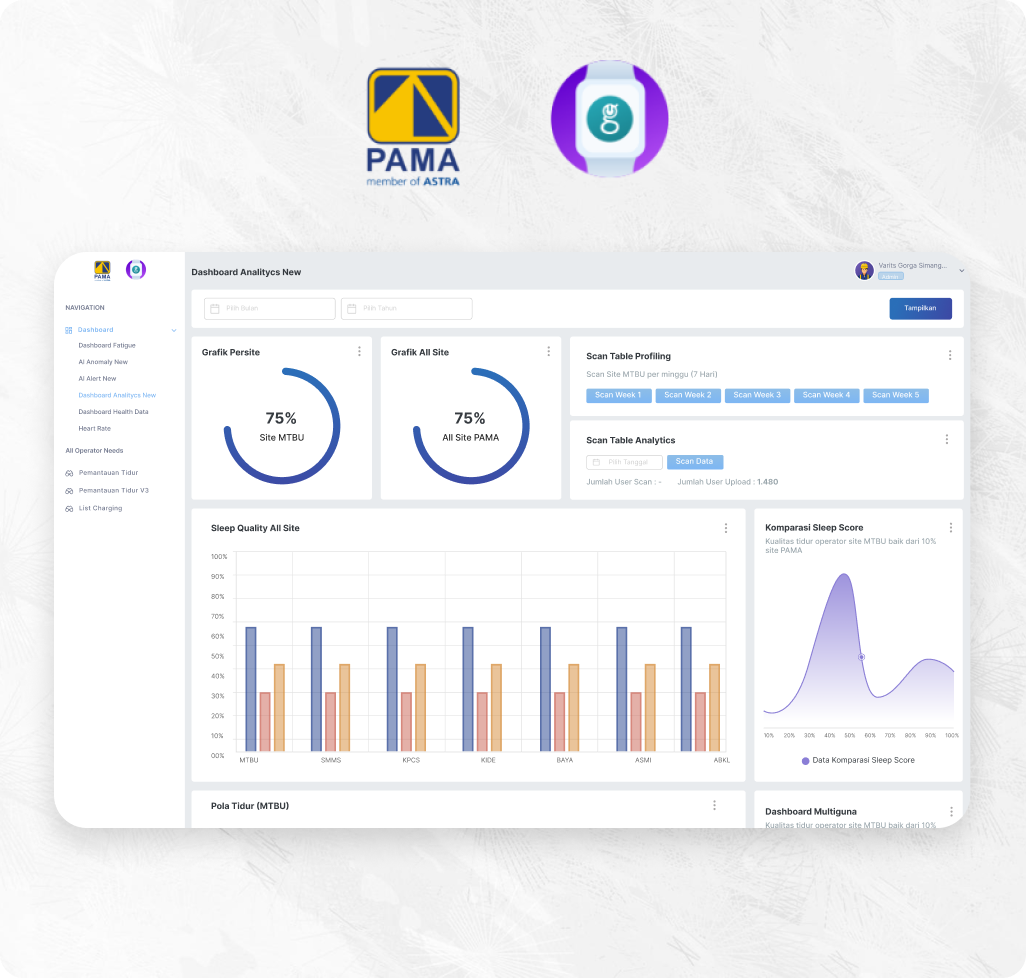 PAMA
member of ASTRA
g
PAMA
Dashboard Analitycs New
Varits Gorga Simang...
NAVIGATION
Dashboard
Dashboard Fatigue
AI Anomaly New
AI Alert New
Dashboard Analitycs New
Dashboard Health Data
Heart Rate
All Operator Needs
Pemantauan Tidur
Pemantauan Tidur V3
List Charging
Pilih Bulan
Pilih Tahun
Tampilkan
Grafik Persite
75%
Site MTBU
Grafik All Site
75%
All Site PAMA
Scan Table Profiling
Scan Site MTBU per minggu (7 Hari)
Scan Week 1
Scan Week 2
Scan Week 3
Scan Week 4
Scan Week 5
Scan Table Analytics
Pilih Tanggal
Scan Data
Jumlah User Scan : -
Jumlah User Upload : 1.480
Sleep Quality All Site
100%
90%
80%
70%
60%
50%
40%
30%
20%
10%
00%
MTBU
SMMS
KPCS
KIDE
BAYA
ASMI
ABKL
Komparasi Sleep Score
Kualitas tidur operator site MTBU baik dari 10%
site PAMA
10%
20%
30%
40%
50%
60%
70%
80%
90%
100%
Data Komparasi Sleep Score
Pola Tidur (MTBU)
Dashboard Multiguna
Kualitas tidur operator site MTBU baik dari 10%